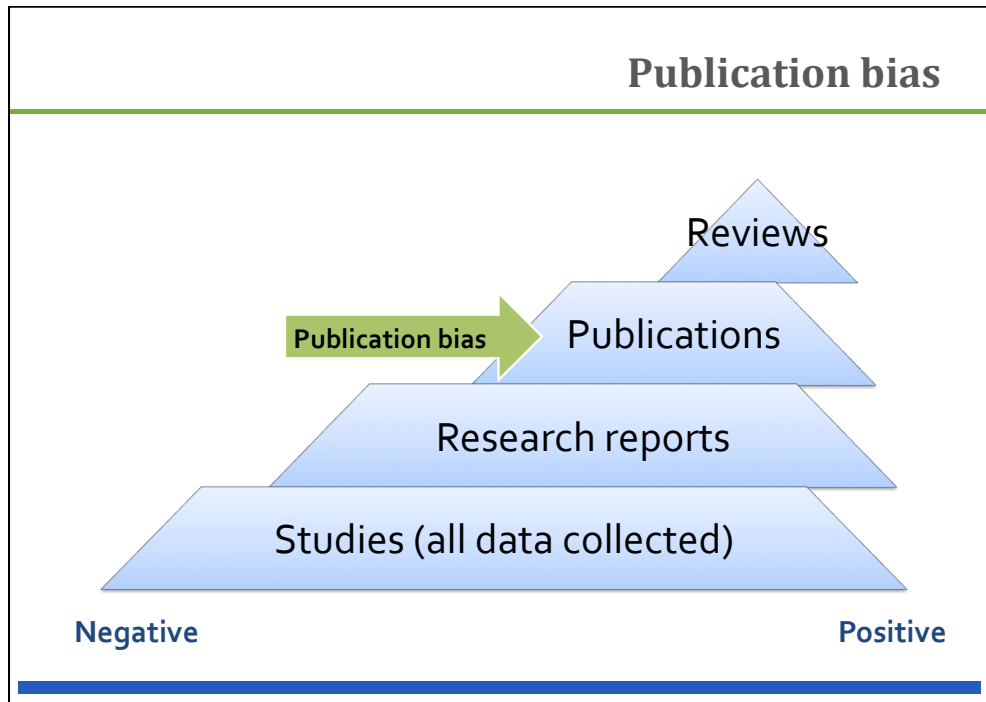 Publication bias
Reviews
Publication bias
Publications
Research reports
Studies (all data collected)
Negative
Positive